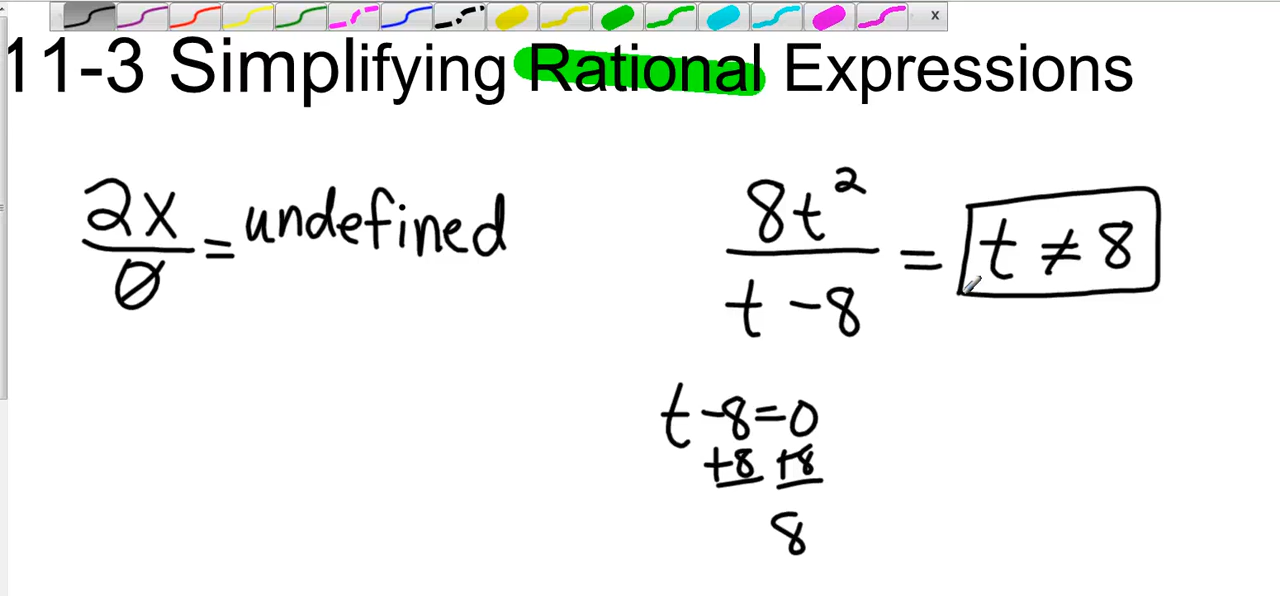 11-3 Simplifying Rational Expressions
2x/0 = undefined
8t²/t-8 = t ≠ 8
t-8=0
+8 +8
8
x